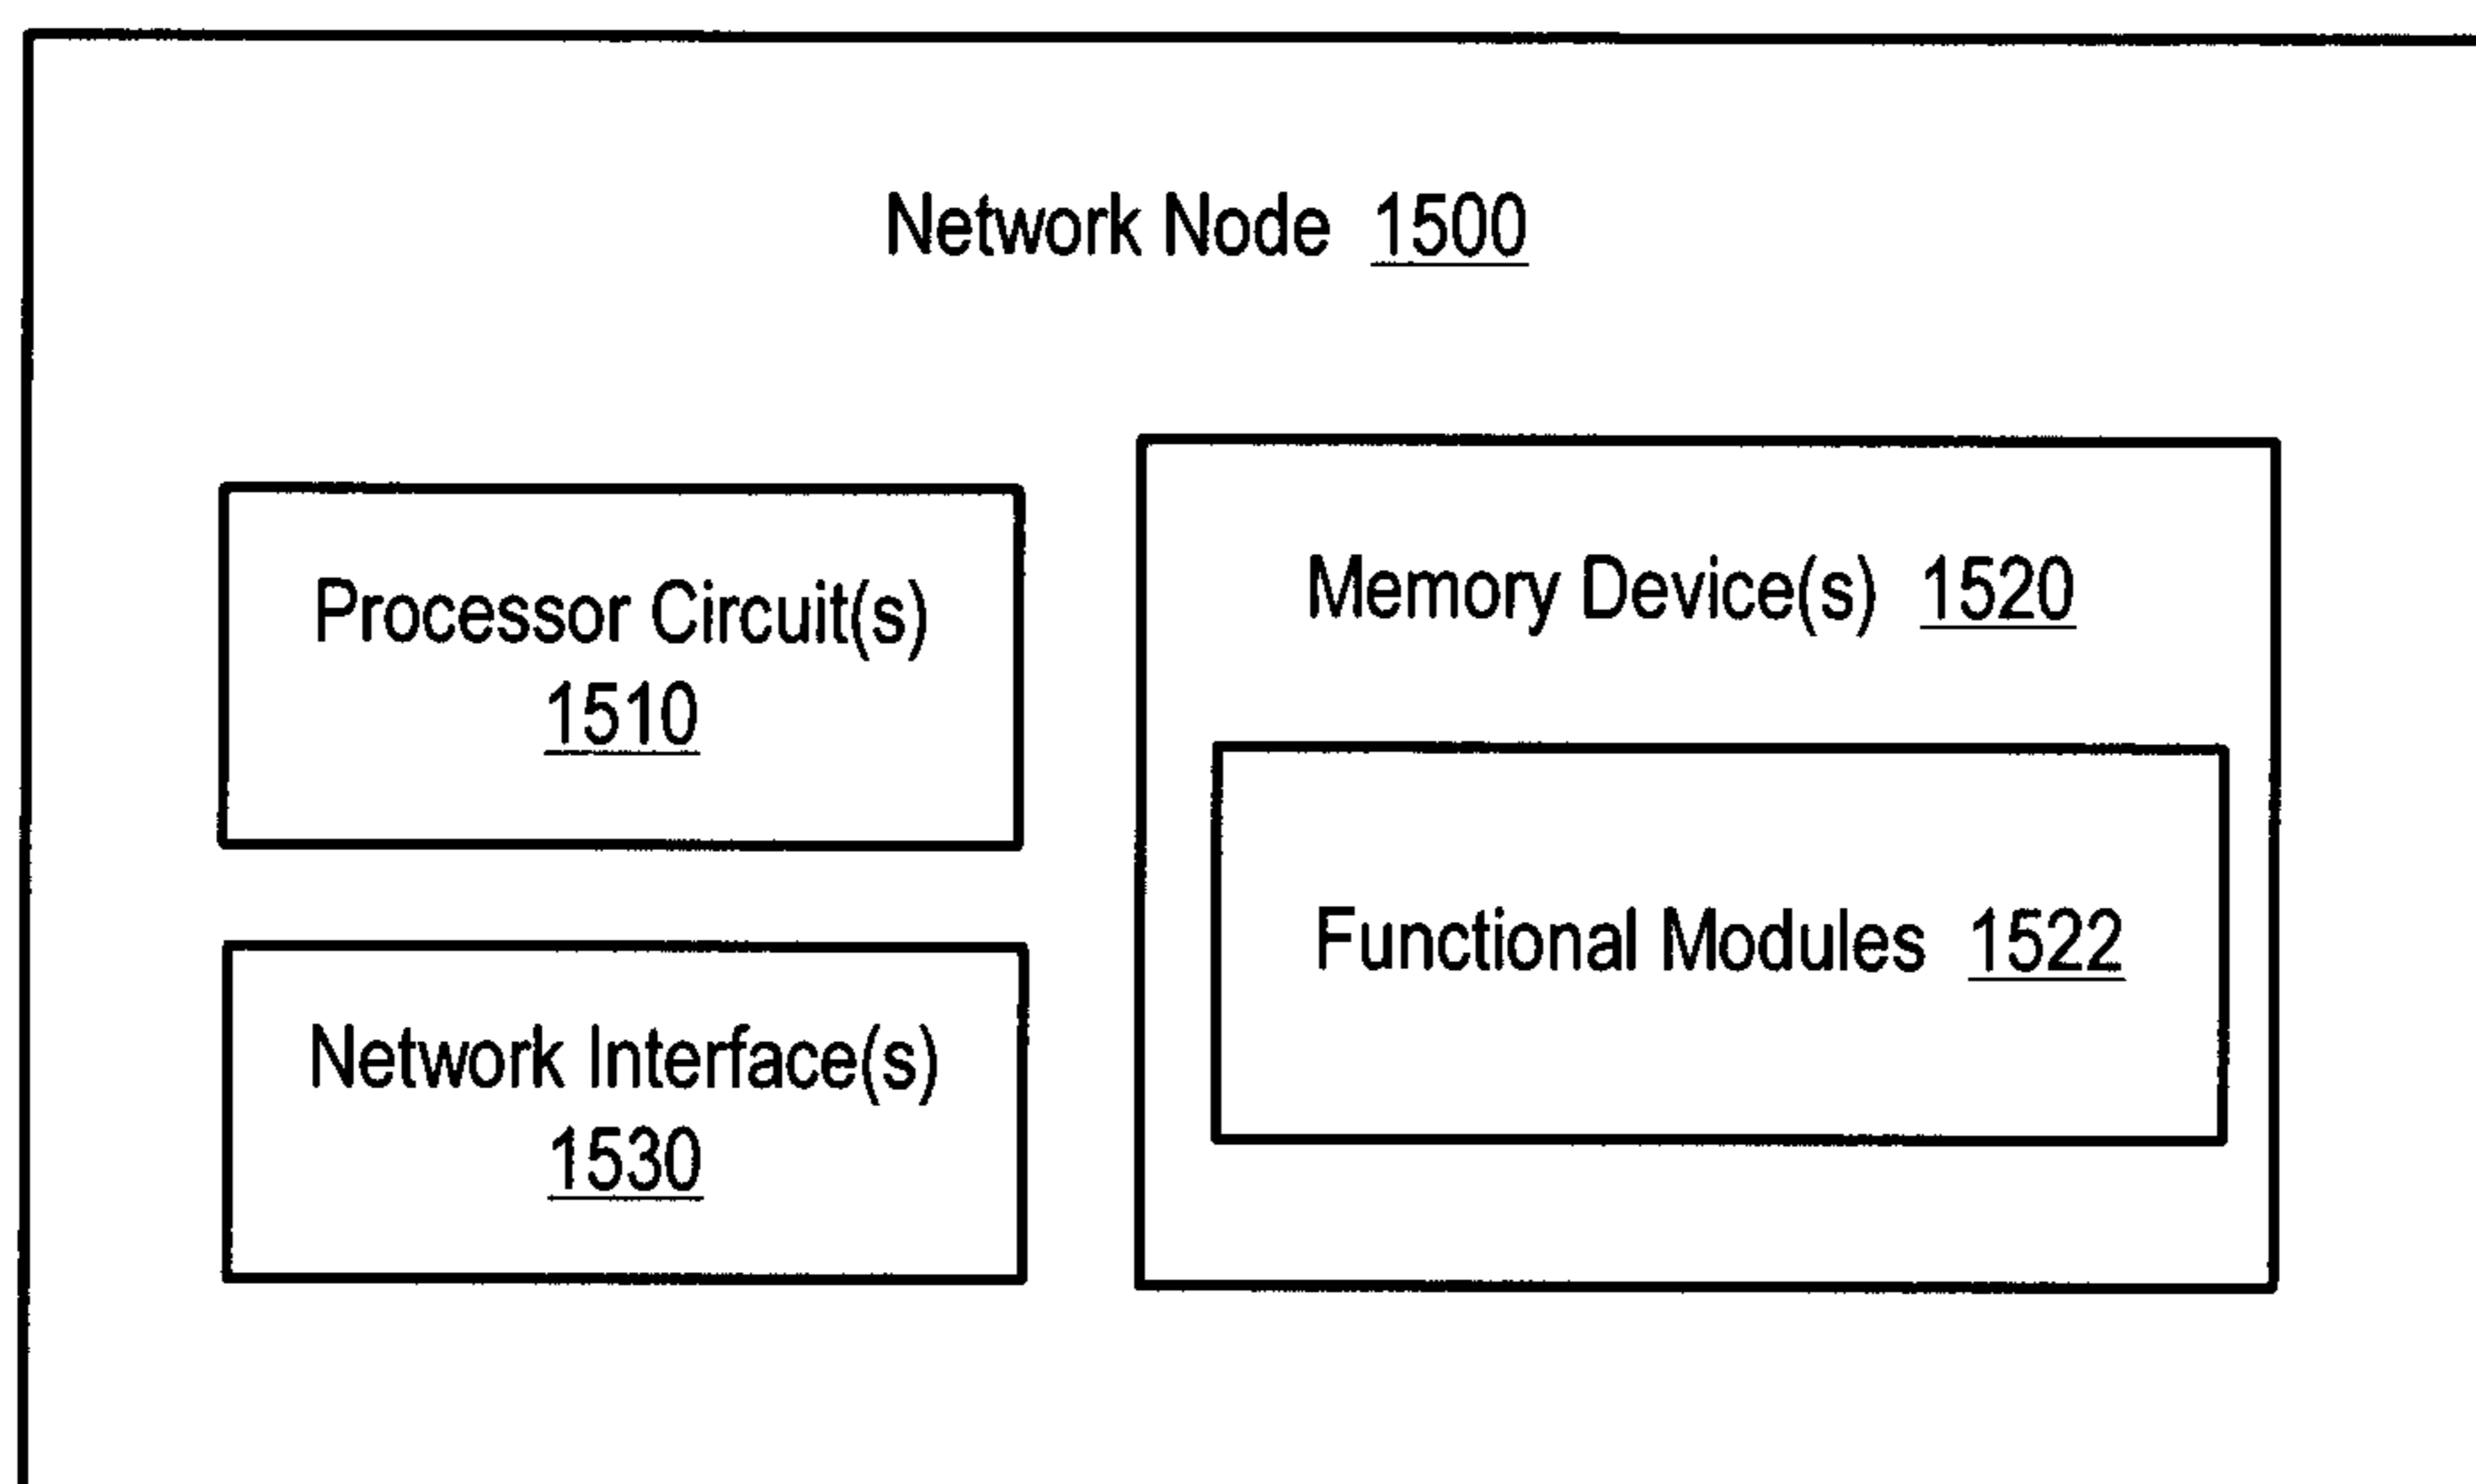 Network Node 1500
Processor Circuit(s)
1510
Network Interface(s)
1530
Memory Device(s) 1520
Functional Modules 1522